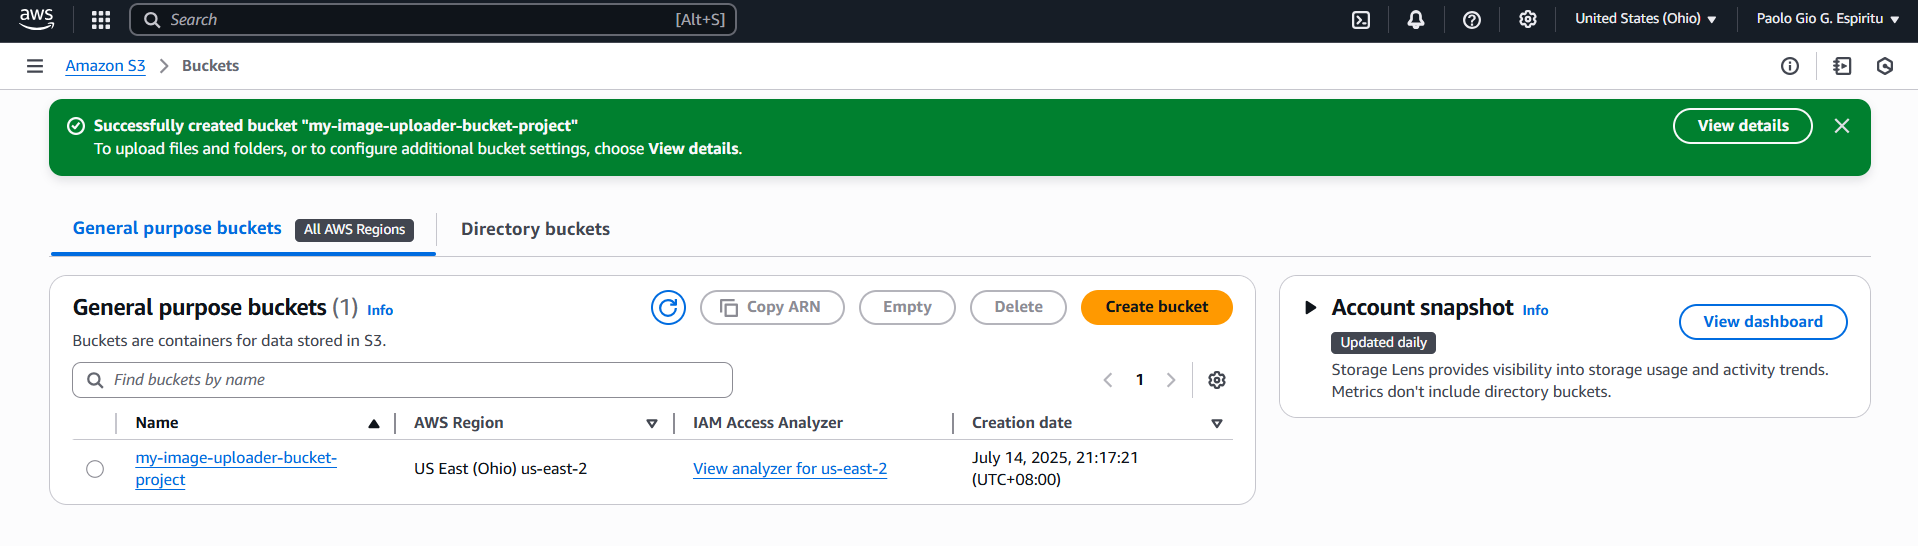 aws
Search [Alt+S]
United States (Ohio) Paolo Gio G. Espiritu
Amazon S3 Buckets
Successfully created bucket "my-image-uploader-bucket-project"
To upload files and folders, or to configure additional bucket settings, choose View details.
View details
General purpose buckets All AWS Regions Directory buckets
General purpose buckets (1) Info
Copy ARN Empty Delete Create bucket
Buckets are containers for data stored in S3.
Find buckets by name
1
Name AWS Region IAM Access Analyzer Creation date
my-image-uploader-bucket-
project
US East (Ohio) us-east-2
View analyzer for us-east-2
July 14, 2025, 21:17:21
(UTC+08:00)
Account snapshot Info
View dashboard
Updated daily
Storage Lens provides visibility into storage usage and activity trends.
Metrics don't include directory buckets.